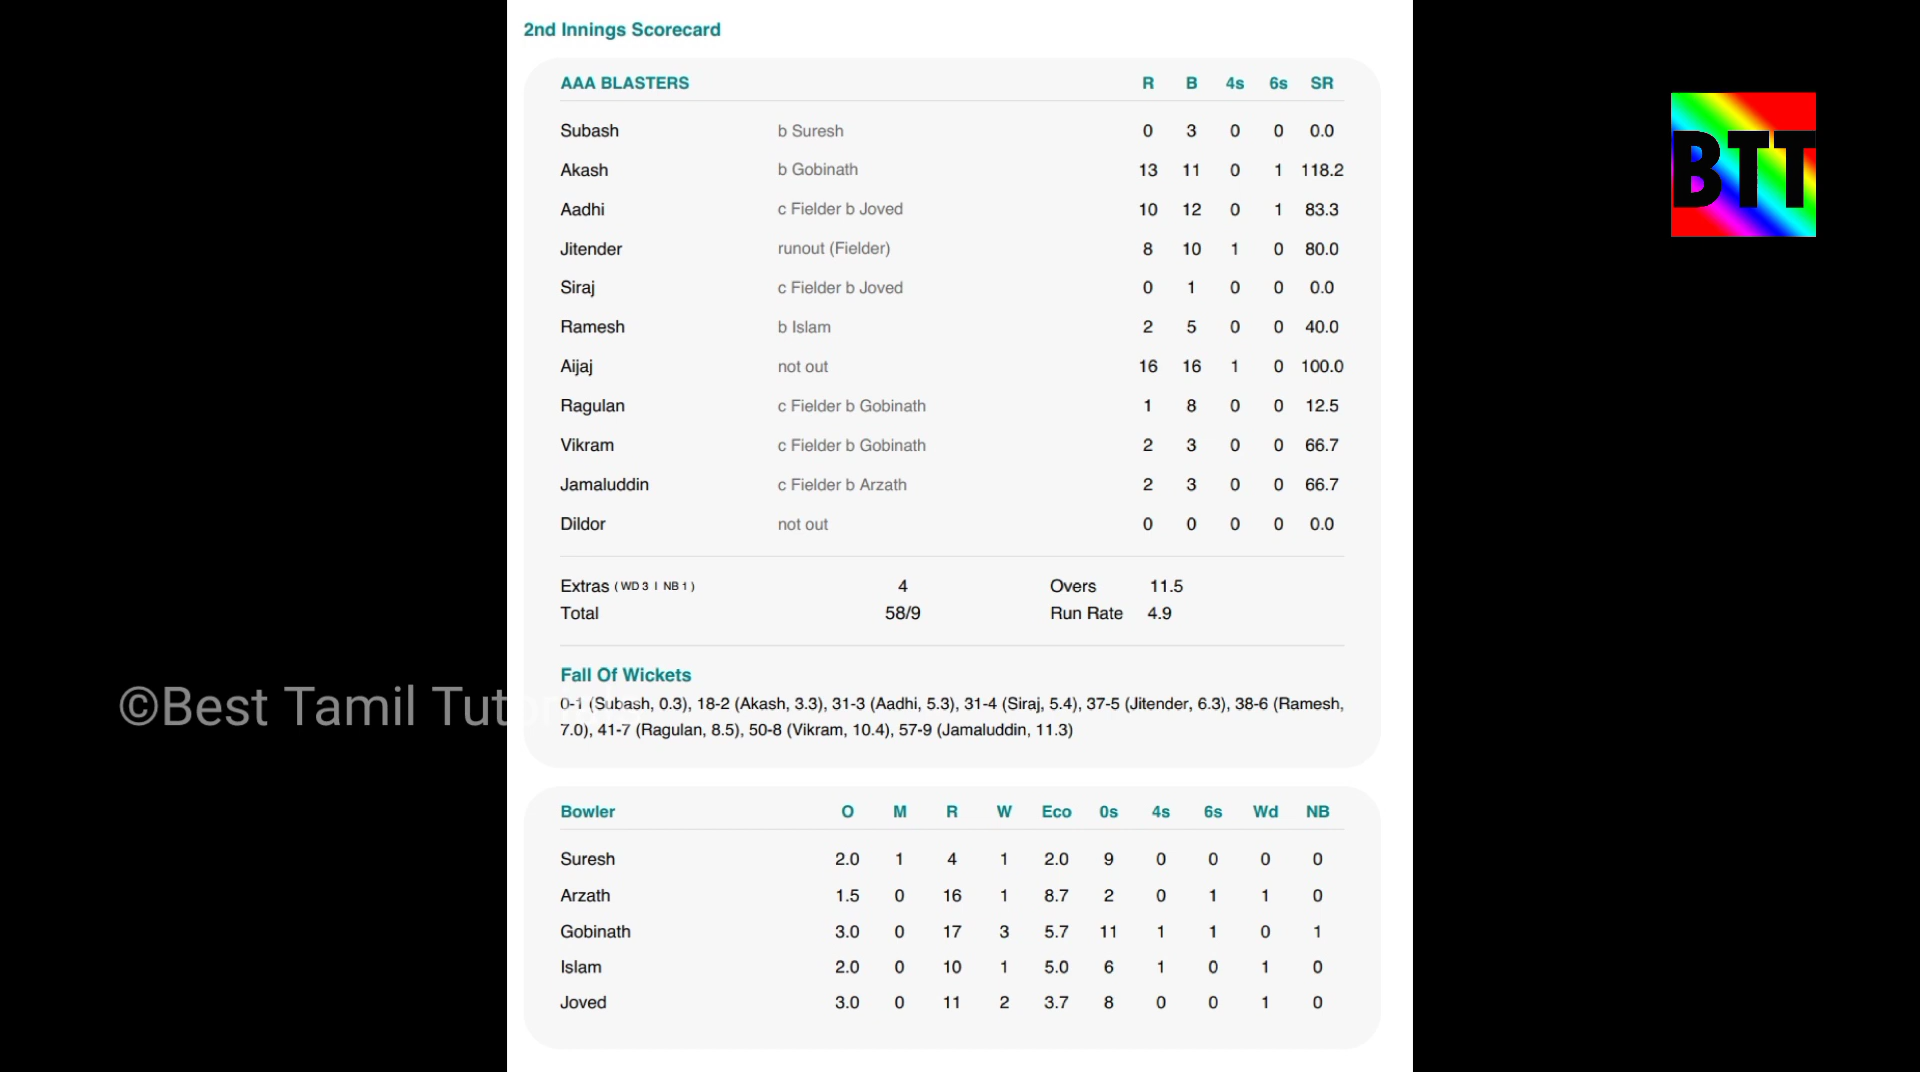 2nd Innings Scorecard
AAA BLASTERS R B 4s 6s SR
Subash b Suresh 0 3 0 0 0.0
Akash b Gobinath 13 11 0 1 118.2
Aadhi c Fielder b Joved 10 12 0 1 83.3
Jitender runout (Fielder) 8 10 1 0 80.0
Siraj c Fielder b Joved 0 1 0 0 0.0
Ramesh b Islam 2 5 0 0 40.0
Aijaj not out 16 16 1 0 100.0
Ragulan c Fielder b Gobinath 1 8 0 0 12.5
Vikram c Fielder b Gobinath 2 3 0 0 66.7
Jamaluddin c Fielder b Arzath 2 3 0 0 66.7
Dildor not out 0 0 0 0 0.0
Extras (WD 3 | NB 1) 4 Overs 11.5
Total 58/9 Run Rate 4.9
Fall Of Wickets
0-1 (Subash, 0.3), 18-2 (Akash, 3.3), 31-3 (Aadhi, 5.3), 31-4 (Siraj, 5.4), 37-5 (Jitender, 6.3), 38-6 (Ramesh,
7.0), 41-7 (Ragulan, 8.5), 50-8 (Vikram, 10.4), 57-9 (Jamaluddin, 11.3)
Bowler O M R W Eco 0s 4s 6s Wd NB
Suresh 2.0 1 4 1 2.0 9 0 0 0 0
Arzath 1.5 0 16 1 8.7 2 0 1 1 0
Gobinath 3.0 0 17 3 5.7 11 1 1 0 1
Islam 2.0 0 10 1 5.0 6 1 0 1 0
Joved 3.0 0 11 2 3.7 8 0 0 1 0
BTT
©Best Tamil